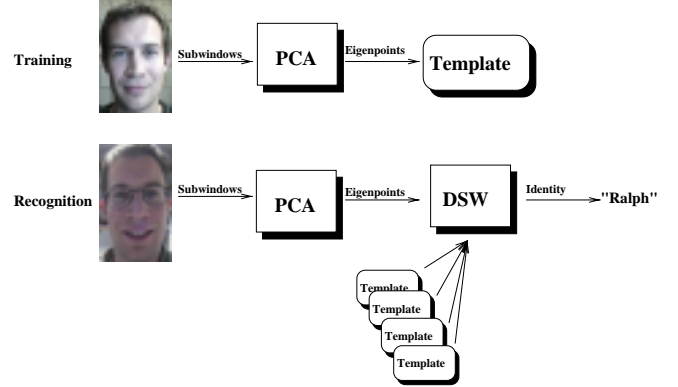 Training
Subwindows
PCA
Eigenpoints
Template
Recognition
Subwindows
PCA
Eigenpoints
DSW
Identity
"Ralph"
Template
Template
Template
Template